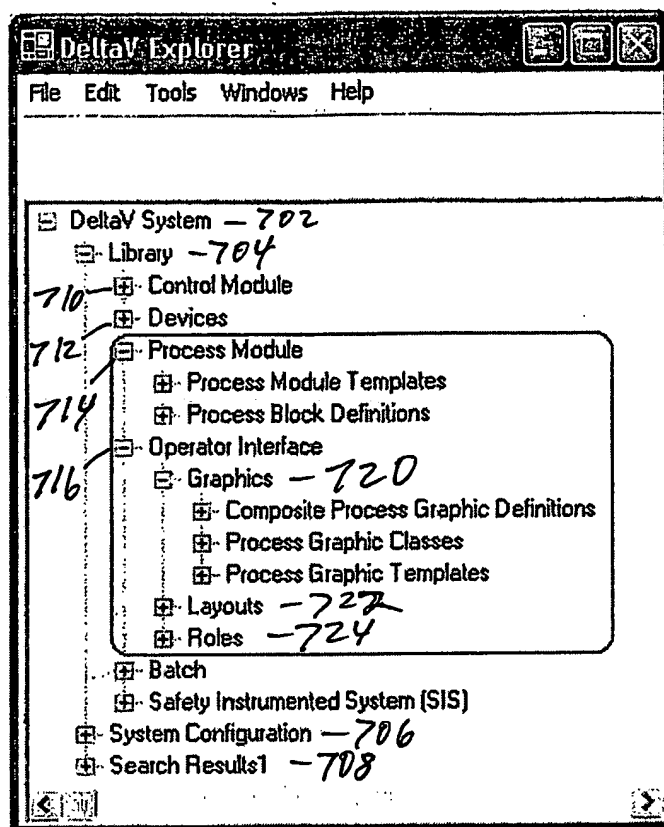 DeltaV Explorer
File Edit Tools Windows Help
DeltaV System — 702
Library — 704
710 Control Module
Devices
712 Process Module
Process Module Templates
714 Process Block Definitions
Operator Interface
716 Graphics — 720
Composite Process Graphic Definitions
Process Graphic Classes
Process Graphic Templates
Layouts — 722
Roles — 724
Batch
Safety Instrumented System (SIS)
System Configuration — 706
Search Results1 — 708